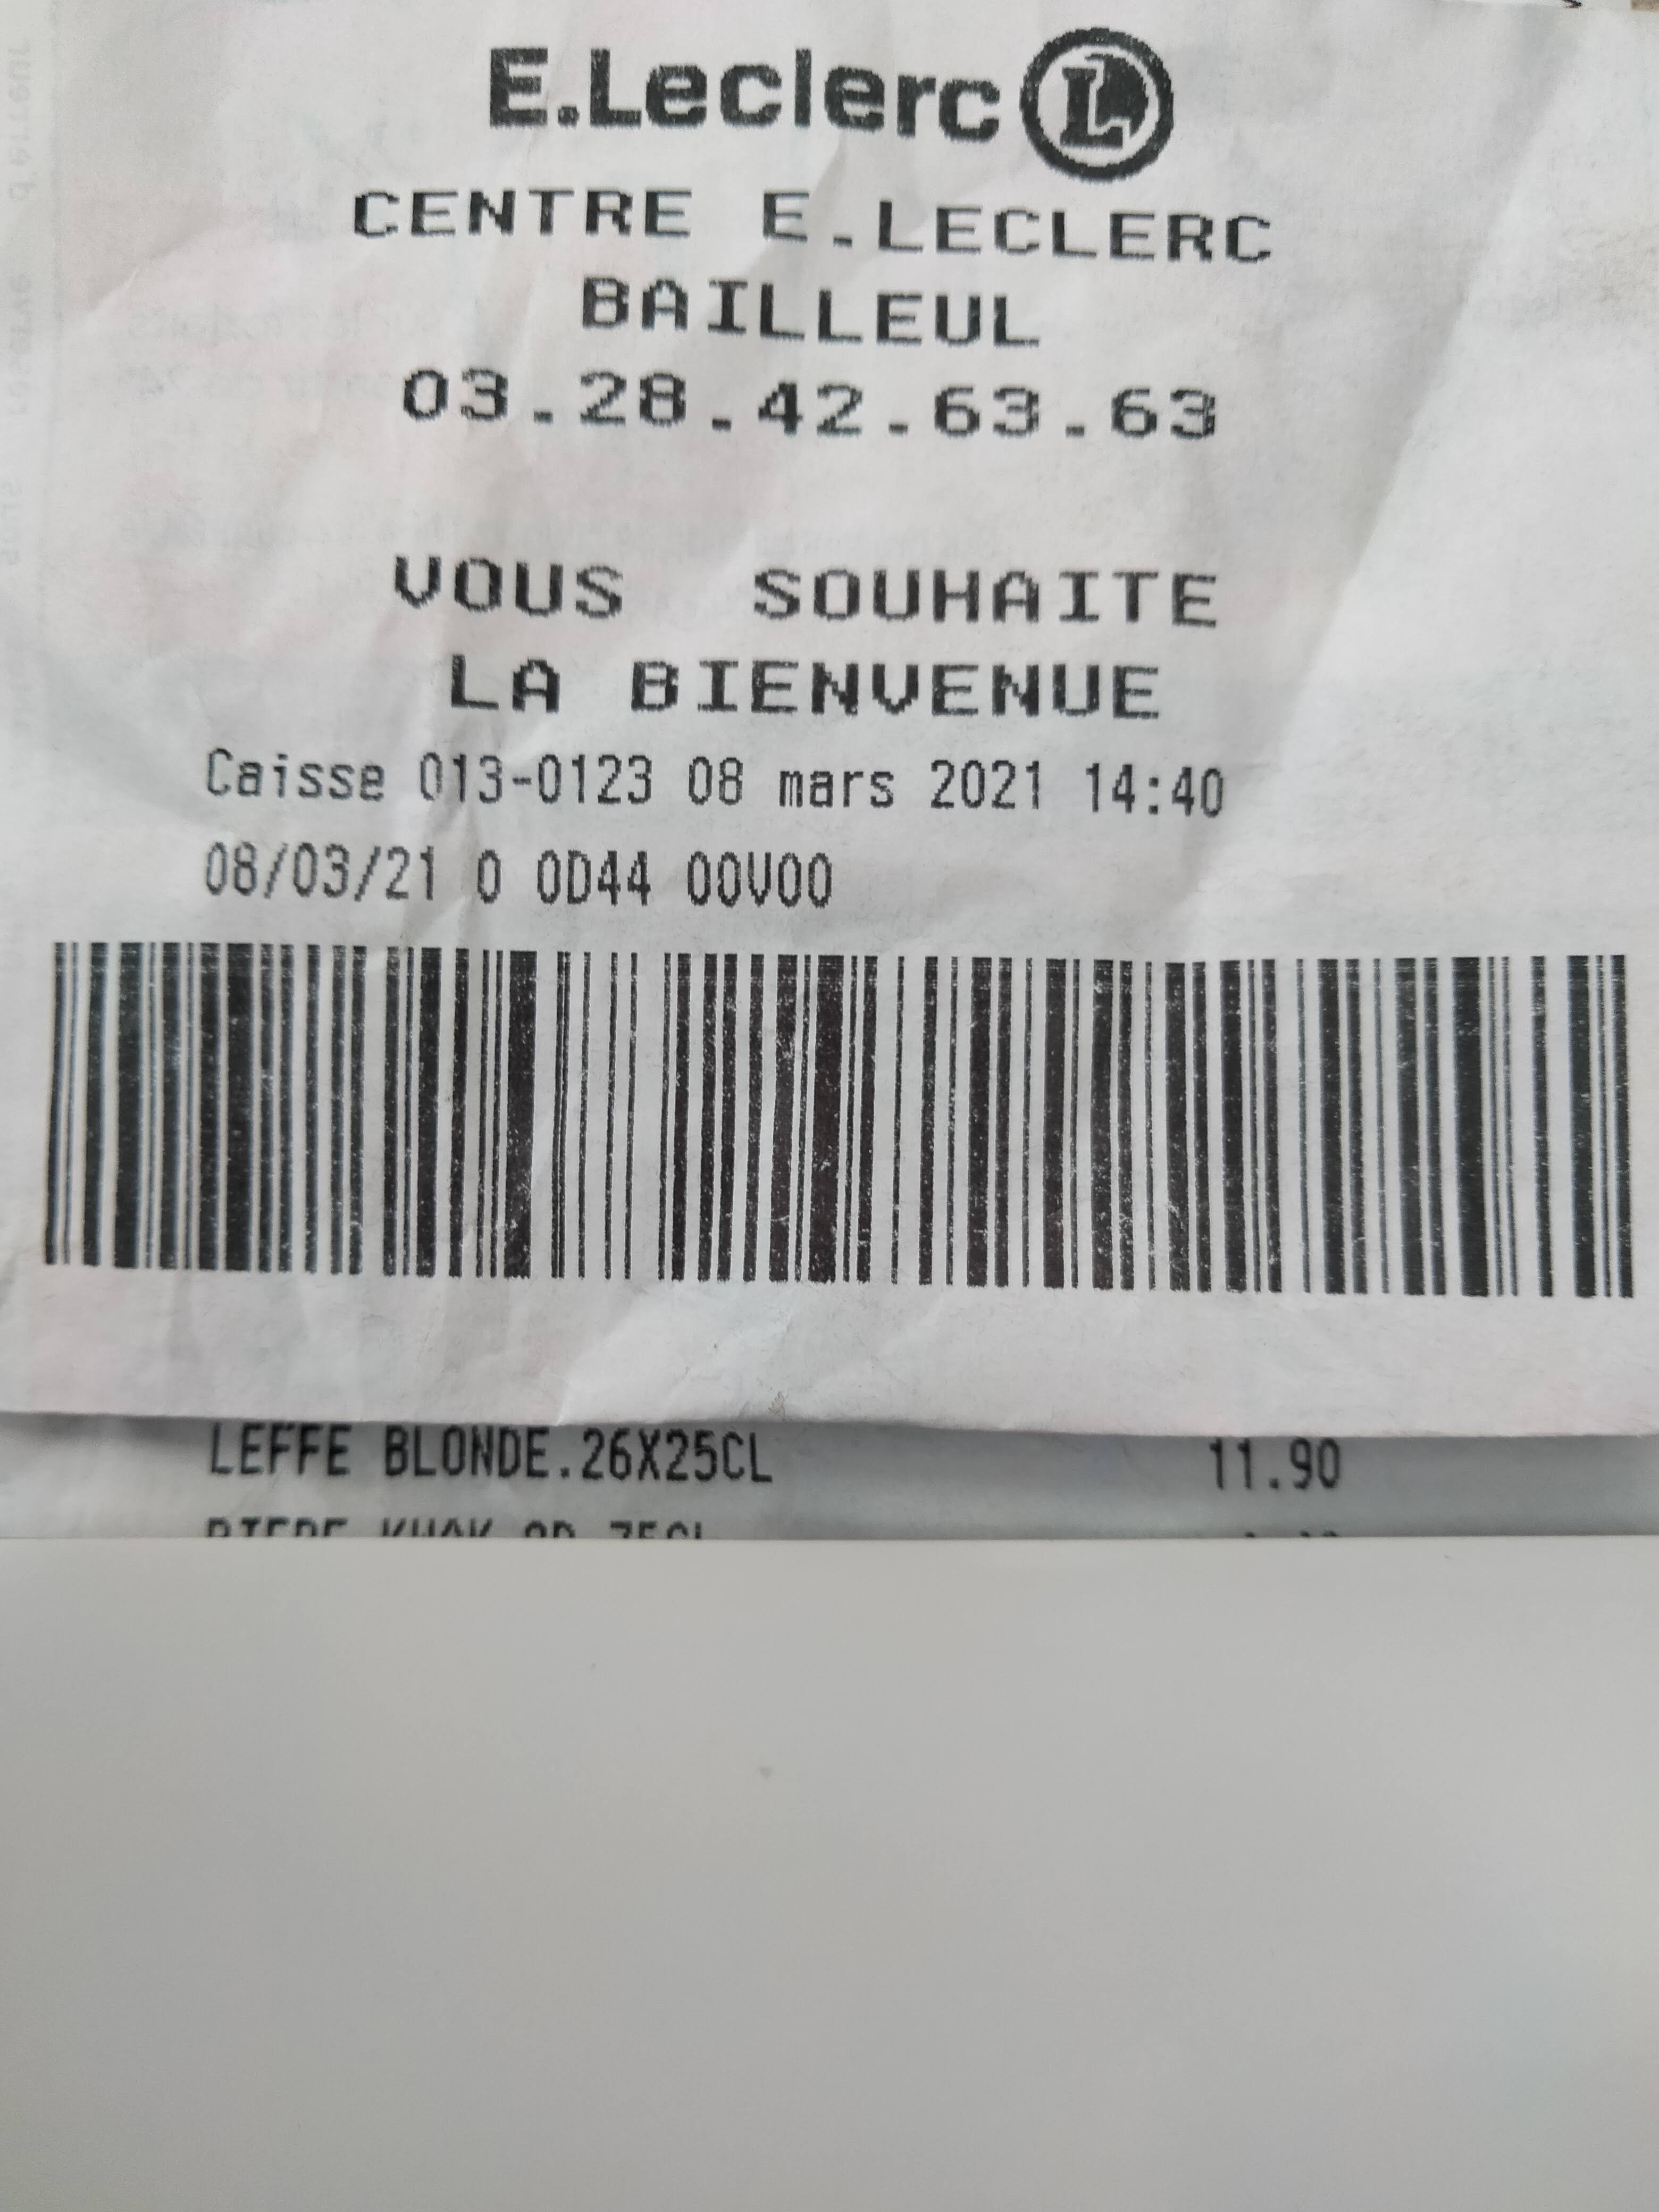 E.Leclerc L
CENTRE E.LECLERC
BAILLEUL
03.28.42.63.63
VOUS SOUHAITE
LA BIENVENUE
Caisse 013-0123 08 mars 2021 14:40
08/03/21 0 0D44 00V00
LEFFE BLONDE.26X25CL 11.90